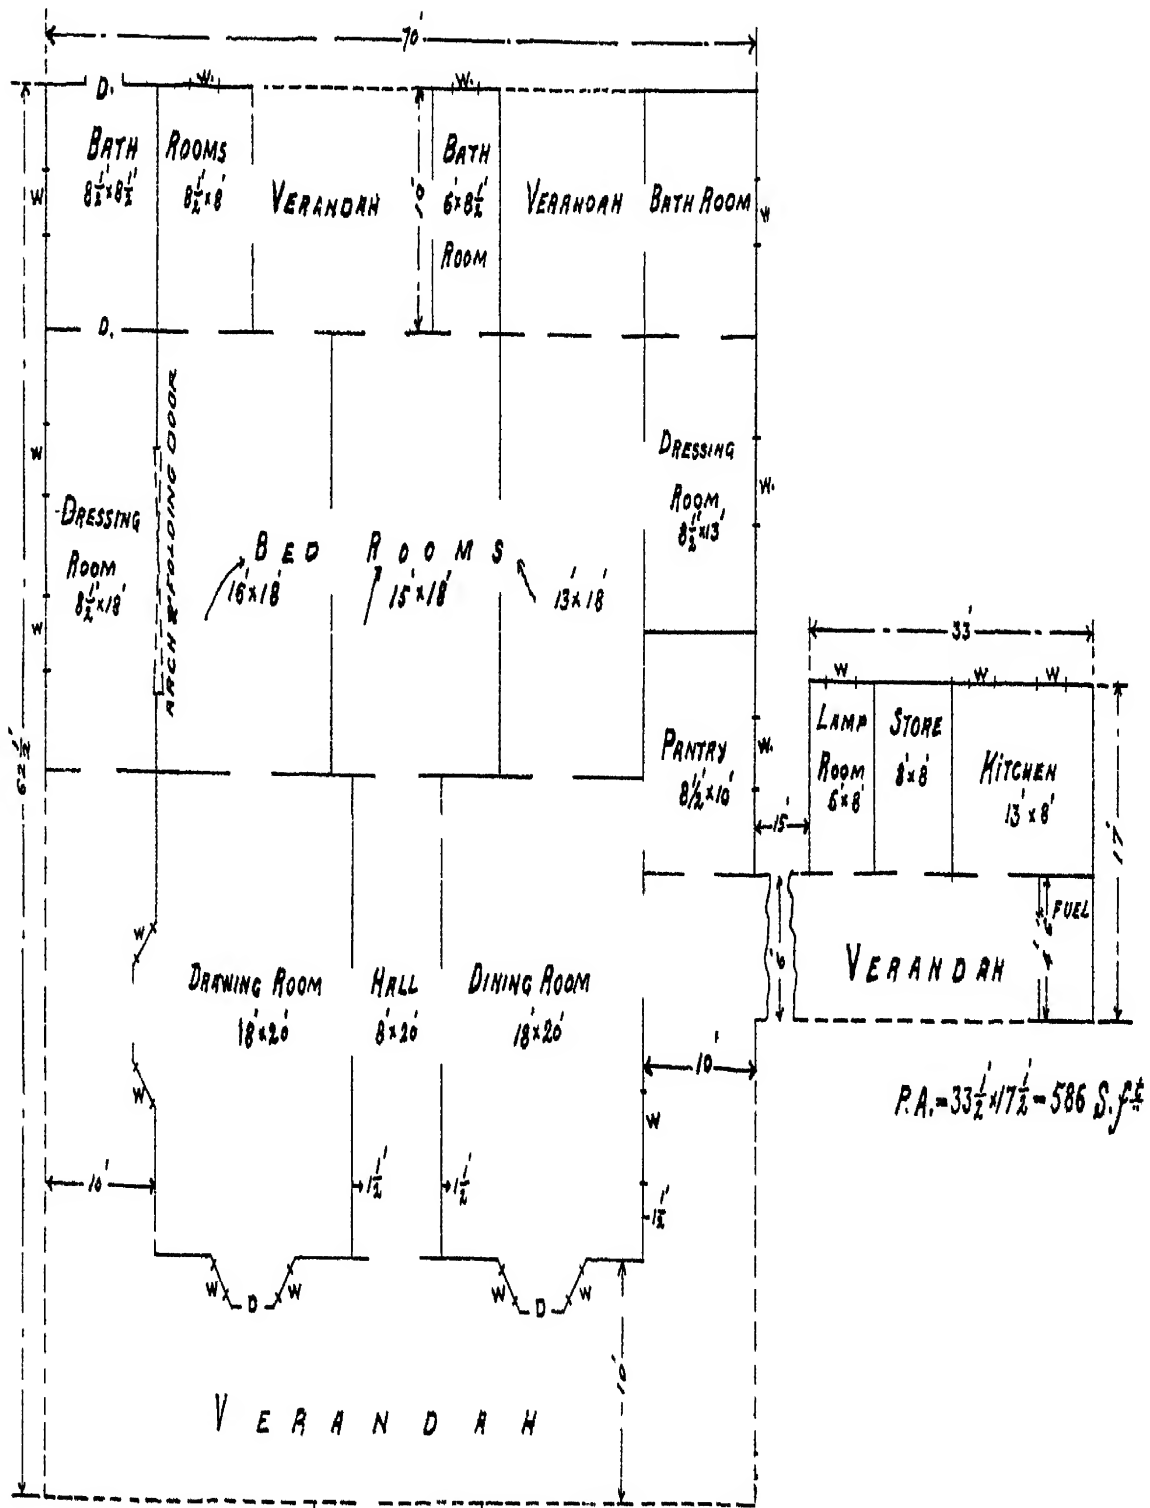 70'
D.
W.
W.
BATH
8½'×8½'
ROOMS
8½'×8'
VERANDAH
10'
BATH
6'×8½'
ROOM
VERANDAH
BATH ROOM
W
W
D.
ARCH & FOLDING DOOR
W
DRESSING
ROOM
8½'×18'
W
BED ROOMS
16'×18'
15'×18'
13'×18'
DRESSING
ROOM
8½'×13'
W.
33'
W
W
W
62½'
PANTRY
8½'×10'
W.
15'
LAMP
ROOM
6'×8'
STORE
8'×8'
KITCHEN
13'×8'
17'
FUEL
6'
VERANDAH
W
DRAWING ROOM
18'×20'
HALL
8'×20'
DINING ROOM
18'×20'
W
10'
W
P.A.=33½'×17½'=586 S.ft
10'
1½'
1½'
1½'
W
D
W
W
D
W
10'
VERANDAH